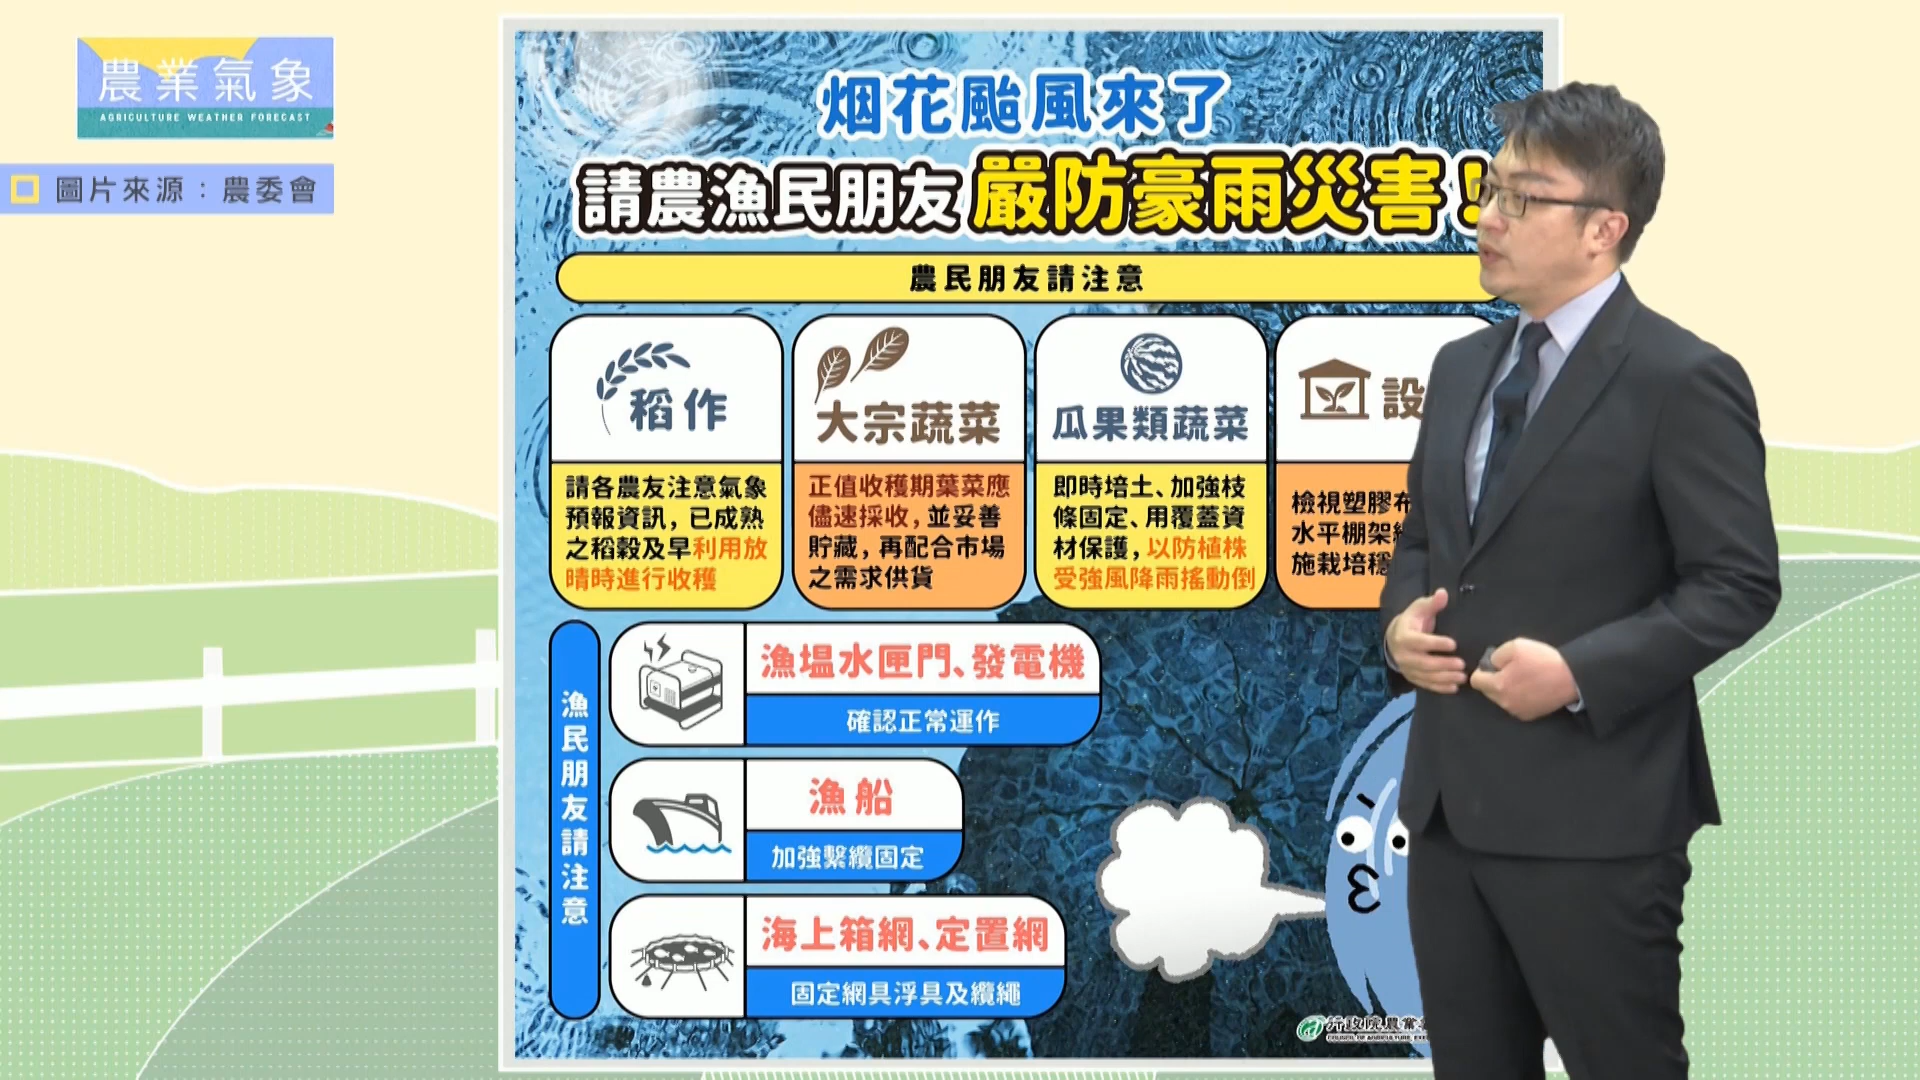 農業氣象
AGRICULTURE WEATHER FORECAST
圖片來源：農委會
烟花颱風來了
請農漁民朋友嚴防豪雨災害！
農民朋友請注意
稻作
請各農友注意氣象
預報資訊，已成熟
之稻穀及早利用放
晴時進行收穫
大宗蔬菜
正值收穫期葉菜應
儘速採收，並妥善
貯藏，再配合市場
之需求供貨
瓜果類蔬菜
即時培土、加強枝
條固定、用覆蓋資
材保護，以防植株
受強風降雨搖動倒
設
檢視塑膠布
水平棚架
施栽培
漁民朋友請注意
漁塭水匣門、發電機
確認正常運作
漁船
加強繫纜固定
海上箱網、定置網
固定網具浮具及纜繩
行政院農業
COUNCIL OF AGRICULTURE,